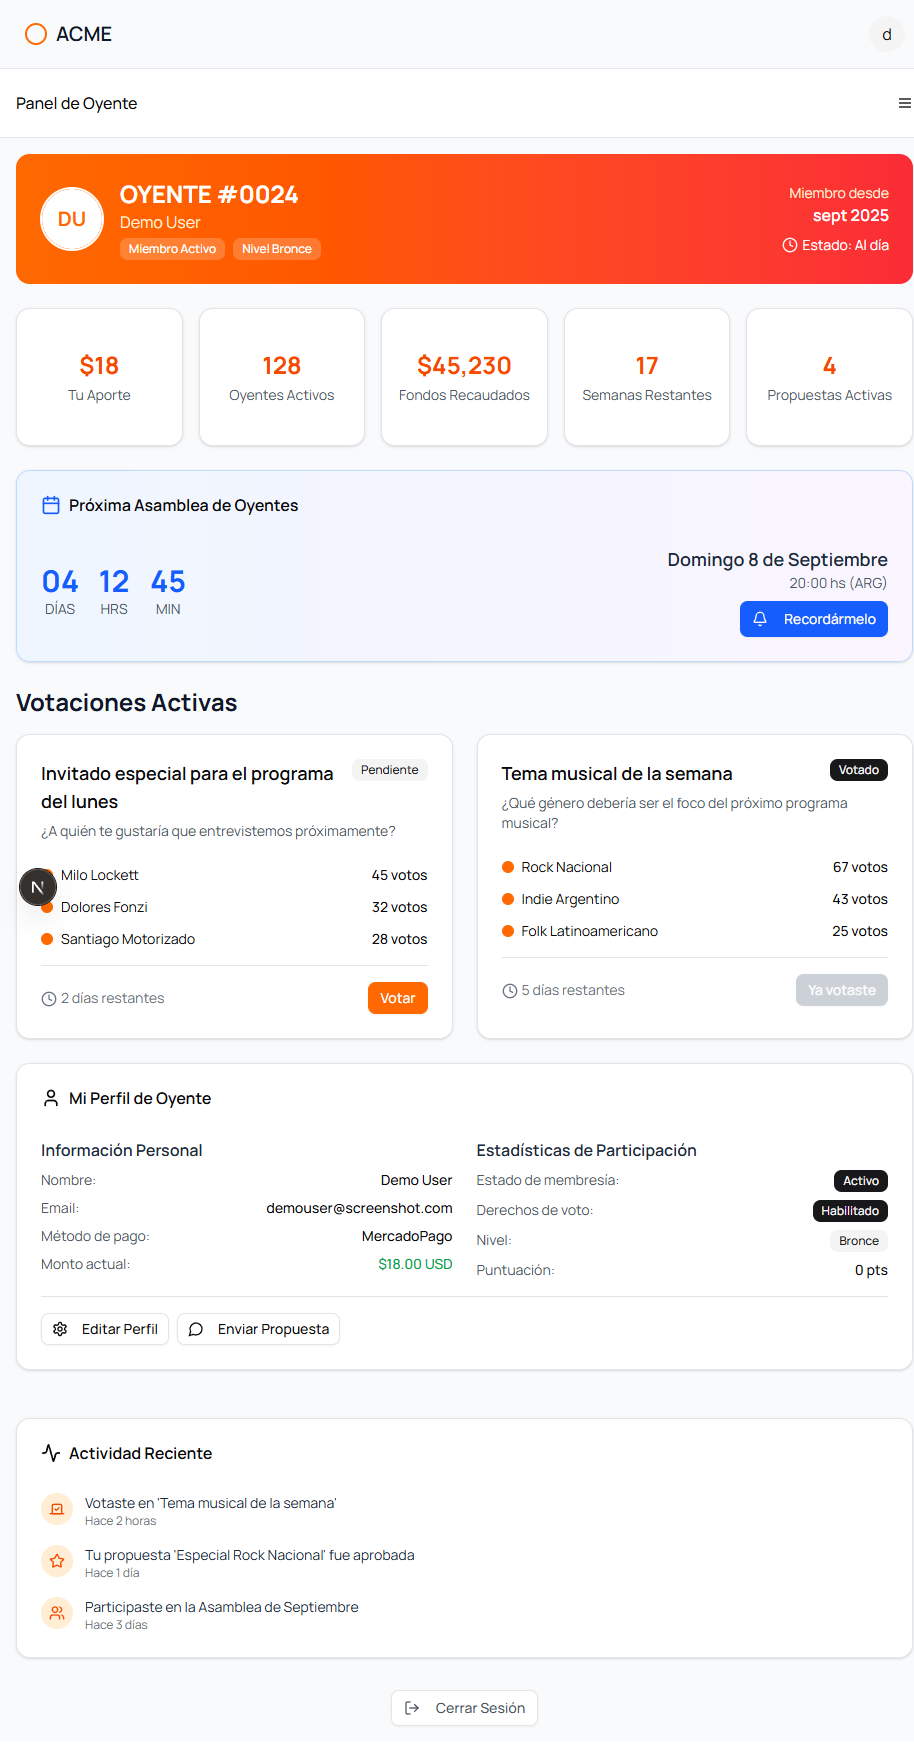 ACME
d
Panel de Oyente
DU
OYENTE #0024
Demo User
Miembro Activo
Nivel Bronce
Miembro desde
sept 2025
Estado: Al día
$18
Tu Aporte
128
Oyentes Activos
$45,230
Fondos Recaudados
17
Semanas Restantes
4
Propuestas Activas
Próxima Asamblea de Oyentes
04
DÍAS
12
HRS
45
MIN
Domingo 8 de Septiembre
20:00 hs (ARG)
Recordármelo
Votaciones Activas
Invitado especial para el programa
del lunes
Pendiente
¿A quién te gustaría que entrevistemos próximamente?
Milo Lockett 45 votos
Dolores Fonzi 32 votos
Santiago Motorizado 28 votos
2 días restantes
Votar
N
Tema musical de la semana
Votado
¿Qué género debería ser el foco del próximo programa
musical?
Rock Nacional 67 votos
Indie Argentino 43 votos
Folk Latinoamericano 25 votos
5 días restantes
Ya votaste
Mi Perfil de Oyente
Información Personal
Nombre: Demo User
Email: demouser@screenshot.com
Método de pago: MercadoPago
Monto actual: $18.00 USD
Estadísticas de Participación
Estado de membresía: Activo
Derechos de voto: Habilitado
Nivel: Bronce
Puntuación: 0 pts
Editar Perfil
Enviar Propuesta
Actividad Reciente
Votaste en 'Tema musical de la semana'
Hace 2 horas
Tu propuesta 'Especial Rock Nacional' fue aprobada
Hace 1 día
Participaste en la Asamblea de Septiembre
Hace 3 días
Cerrar Sesión